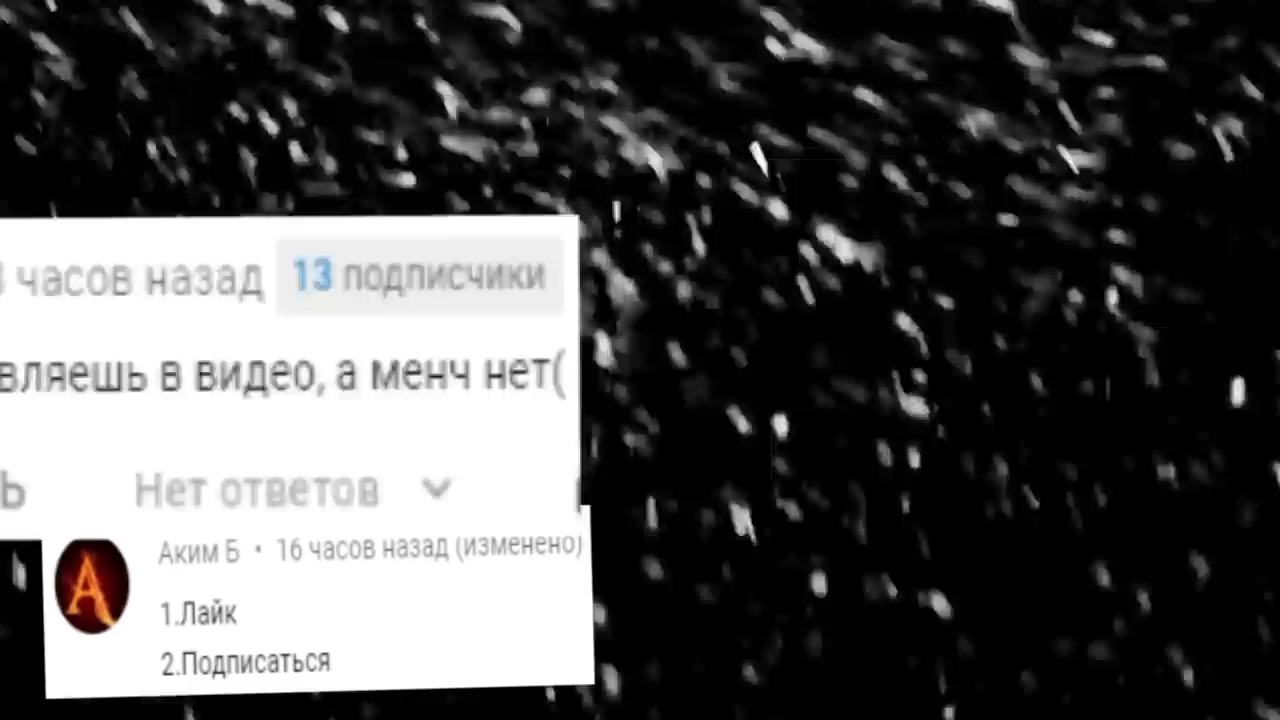 часов назад 13 подписчики
вляешь в видео, а менч нет(
Ь Нет ответов
Аким Б • 16 часов назад (изменено)
1.Лайк
2.Подписаться